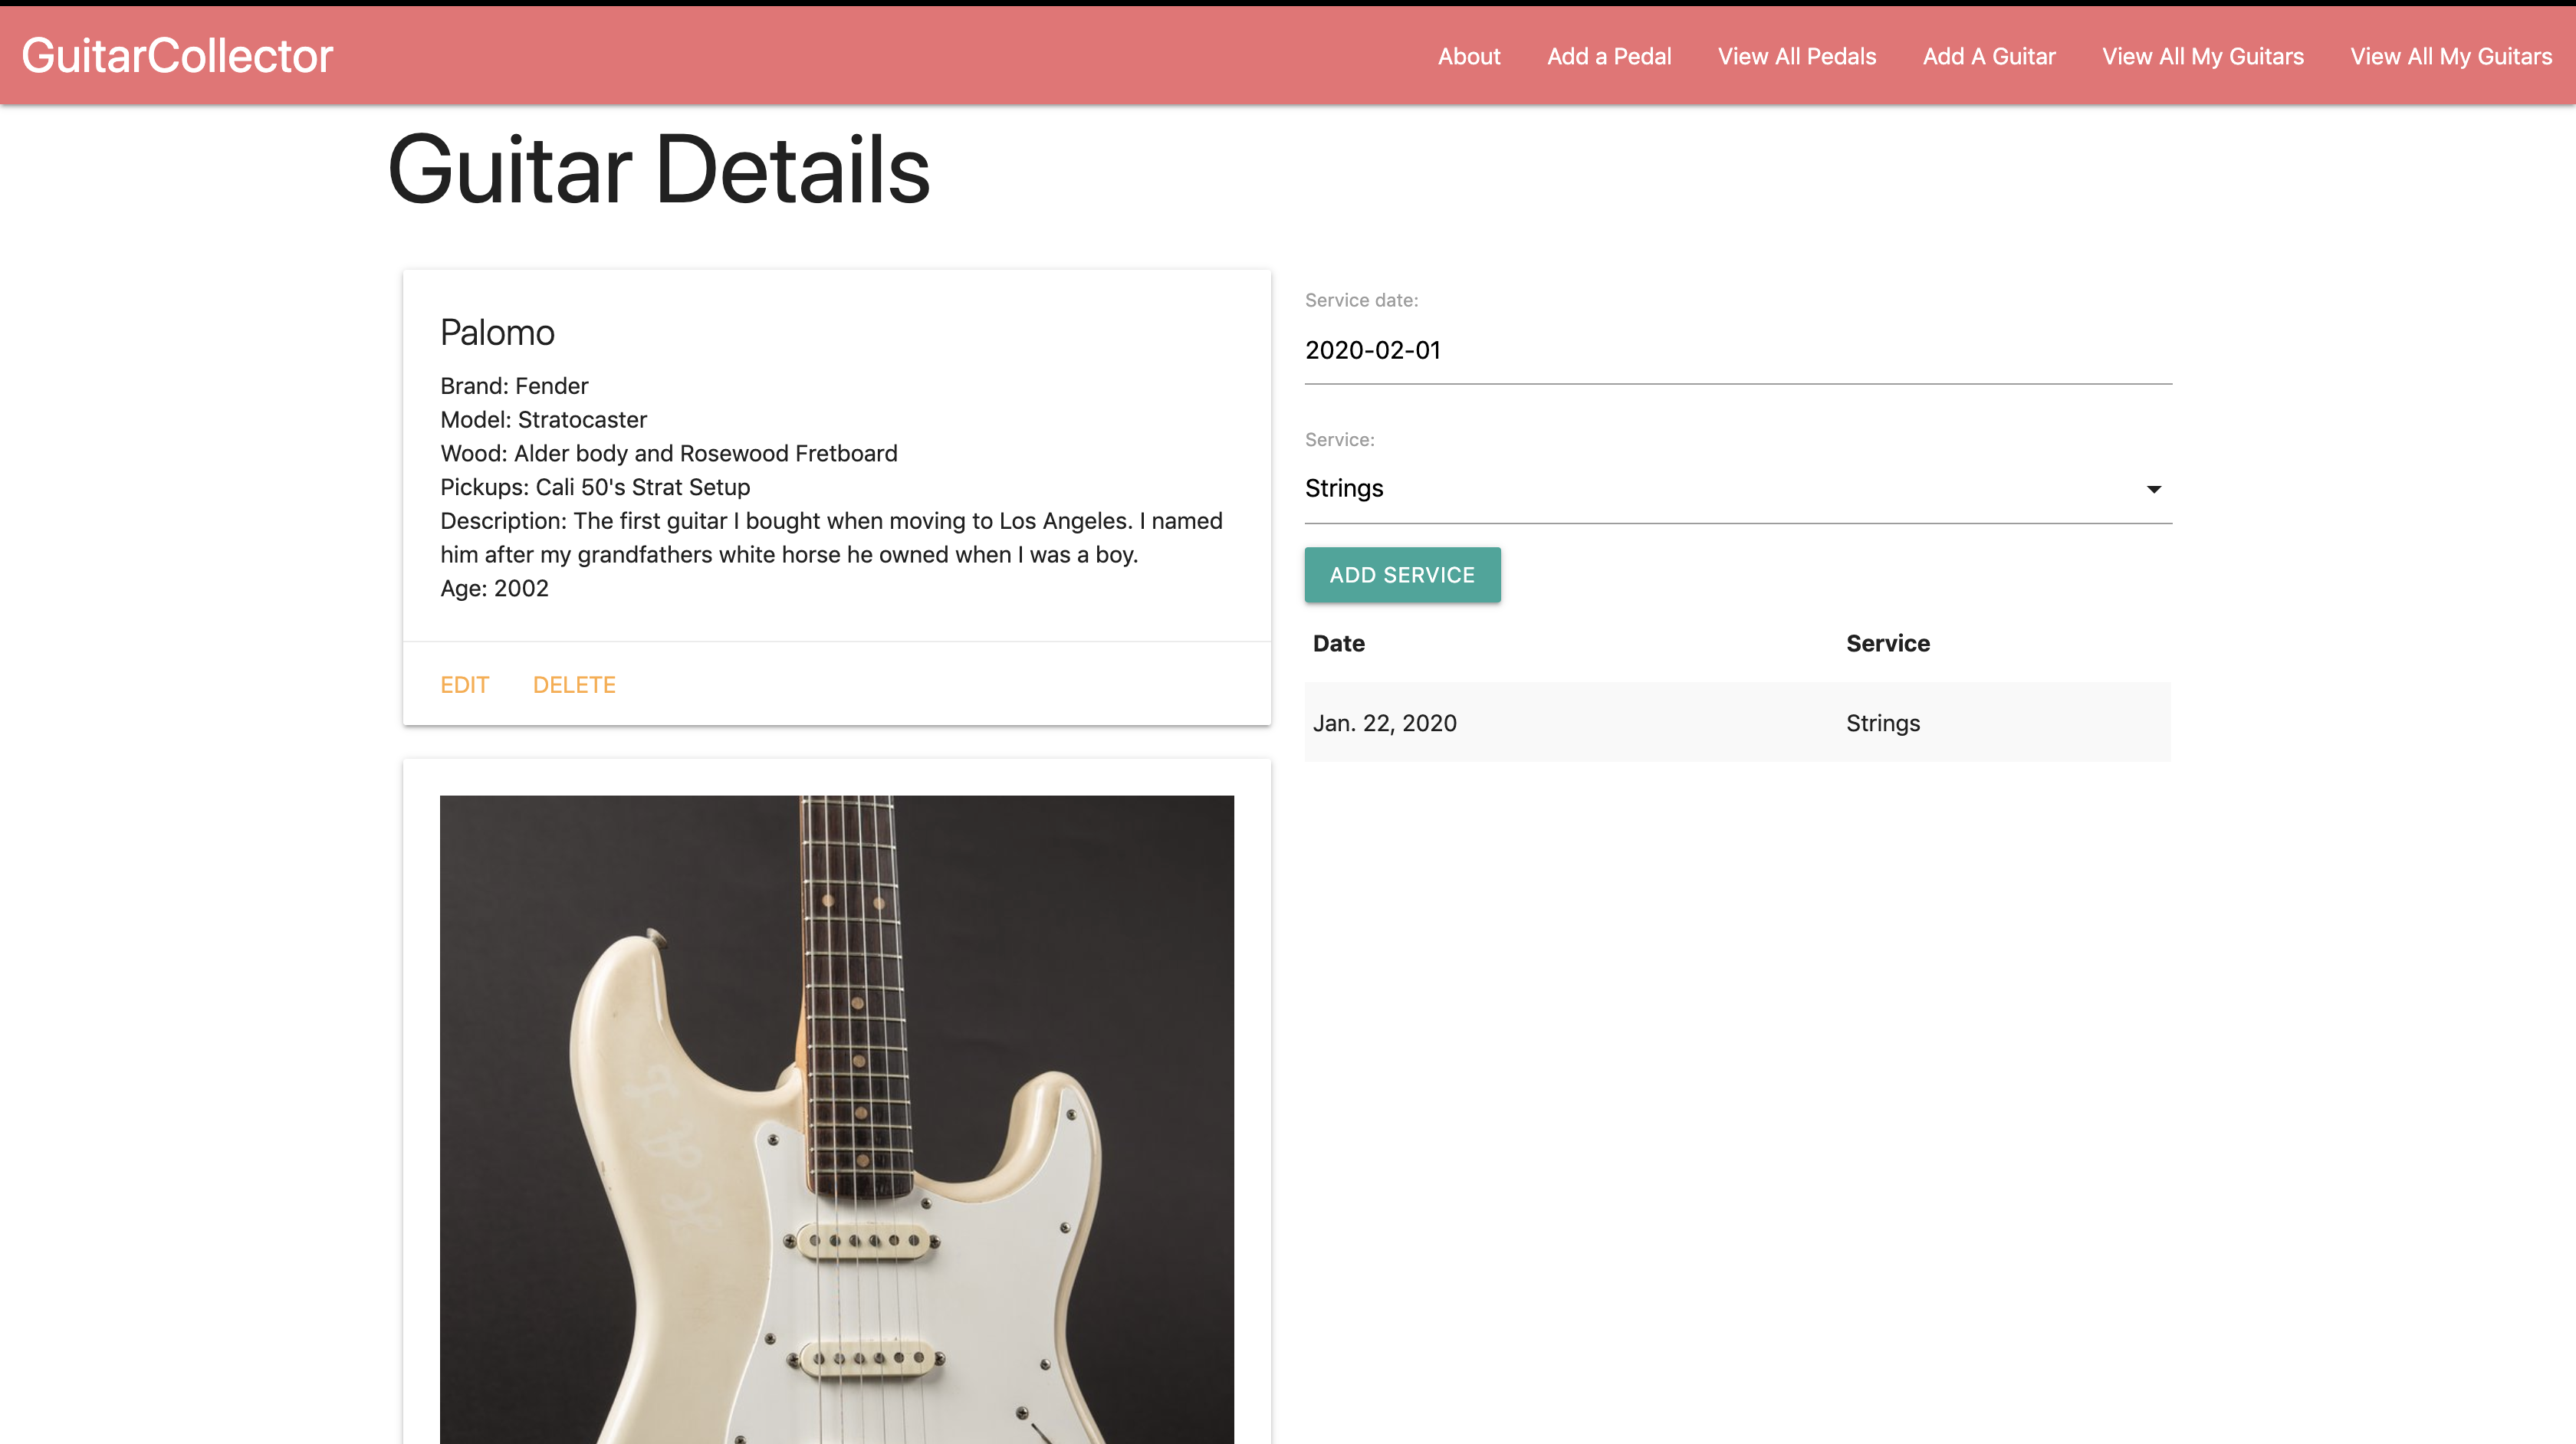 GuitarCollector
About
Add a Pedal
View All Pedals
Add A Guitar
View All My Guitars
View All My Guitars
Guitar Details
Palomo
Brand: Fender
Model: Stratocaster
Wood: Alder body and Rosewood Fretboard
Pickups: Cali 50's Strat Setup
Description: The first guitar I bought when moving to Los Angeles. I named
him after my grandfathers white horse he owned when I was a boy.
Age: 2002
EDIT
DELETE
Service date:
2020-02-01
Service:
Strings
ADD SERVICE
Date Service
Jan. 22, 2020 Strings